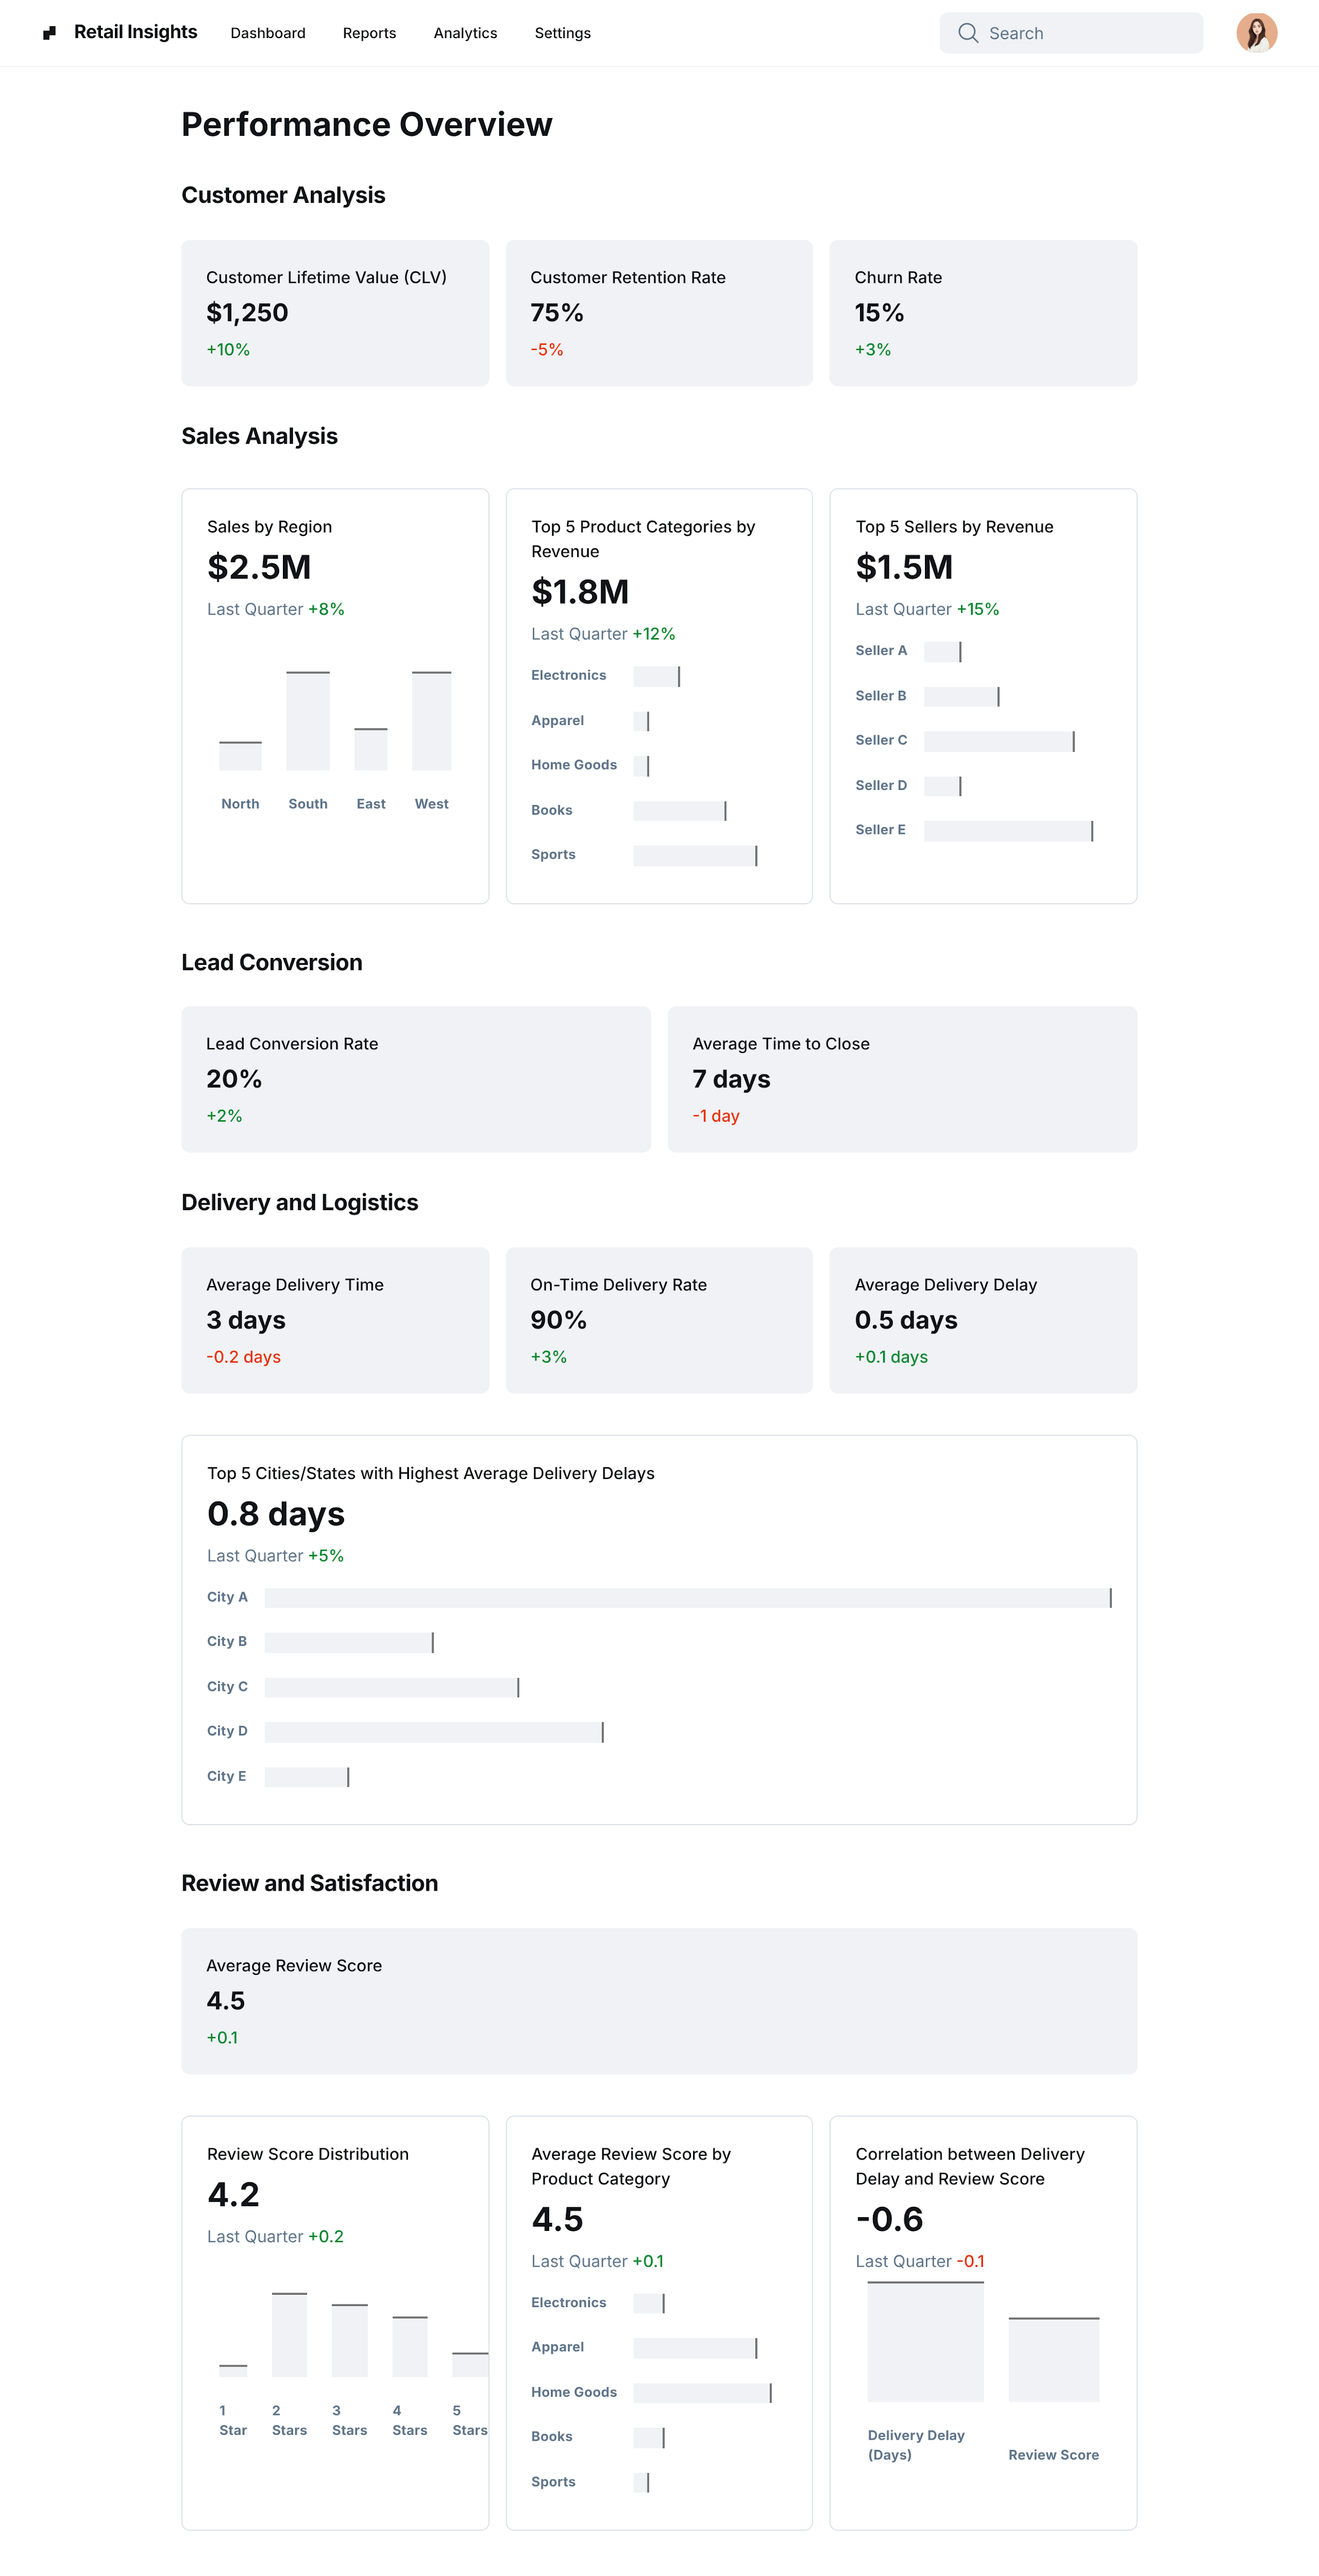 Retail Insights
Dashboard
Reports
Analytics
Settings
Search
Performance Overview
Customer Analysis
Customer Lifetime Value (CLV)
$1,250
+10%
Customer Retention Rate
75%
-5%
Churn Rate
15%
+3%
Sales Analysis
Sales by Region
$2.5M
Last Quarter +8%
North
South
East
West
Top 5 Product Categories by
Revenue
$1.8M
Last Quarter +12%
Electronics
Apparel
Home Goods
Books
Sports
Top 5 Sellers by Revenue
$1.5M
Last Quarter +15%
Seller A
Seller B
Seller C
Seller D
Seller E
Lead Conversion
Lead Conversion Rate
20%
+2%
Average Time to Close
7 days
-1 day
Delivery and Logistics
Average Delivery Time
3 days
-0.2 days
On-Time Delivery Rate
90%
+3%
Average Delivery Delay
0.5 days
+0.1 days
Top 5 Cities/States with Highest Average Delivery Delays
0.8 days
Last Quarter +5%
City A
City B
City C
City D
City E
Review and Satisfaction
Average Review Score
4.5
+0.1
Review Score Distribution
4.2
Last Quarter +0.2
1
Star
2
Stars
3
Stars
4
Stars
5
Stars
Average Review Score by
Product Category
4.5
Last Quarter +0.1
Electronics
Apparel
Home Goods
Books
Sports
Correlation between Delivery
Delay and Review Score
-0.6
Last Quarter -0.1
Delivery Delay
(Days)
Review Score